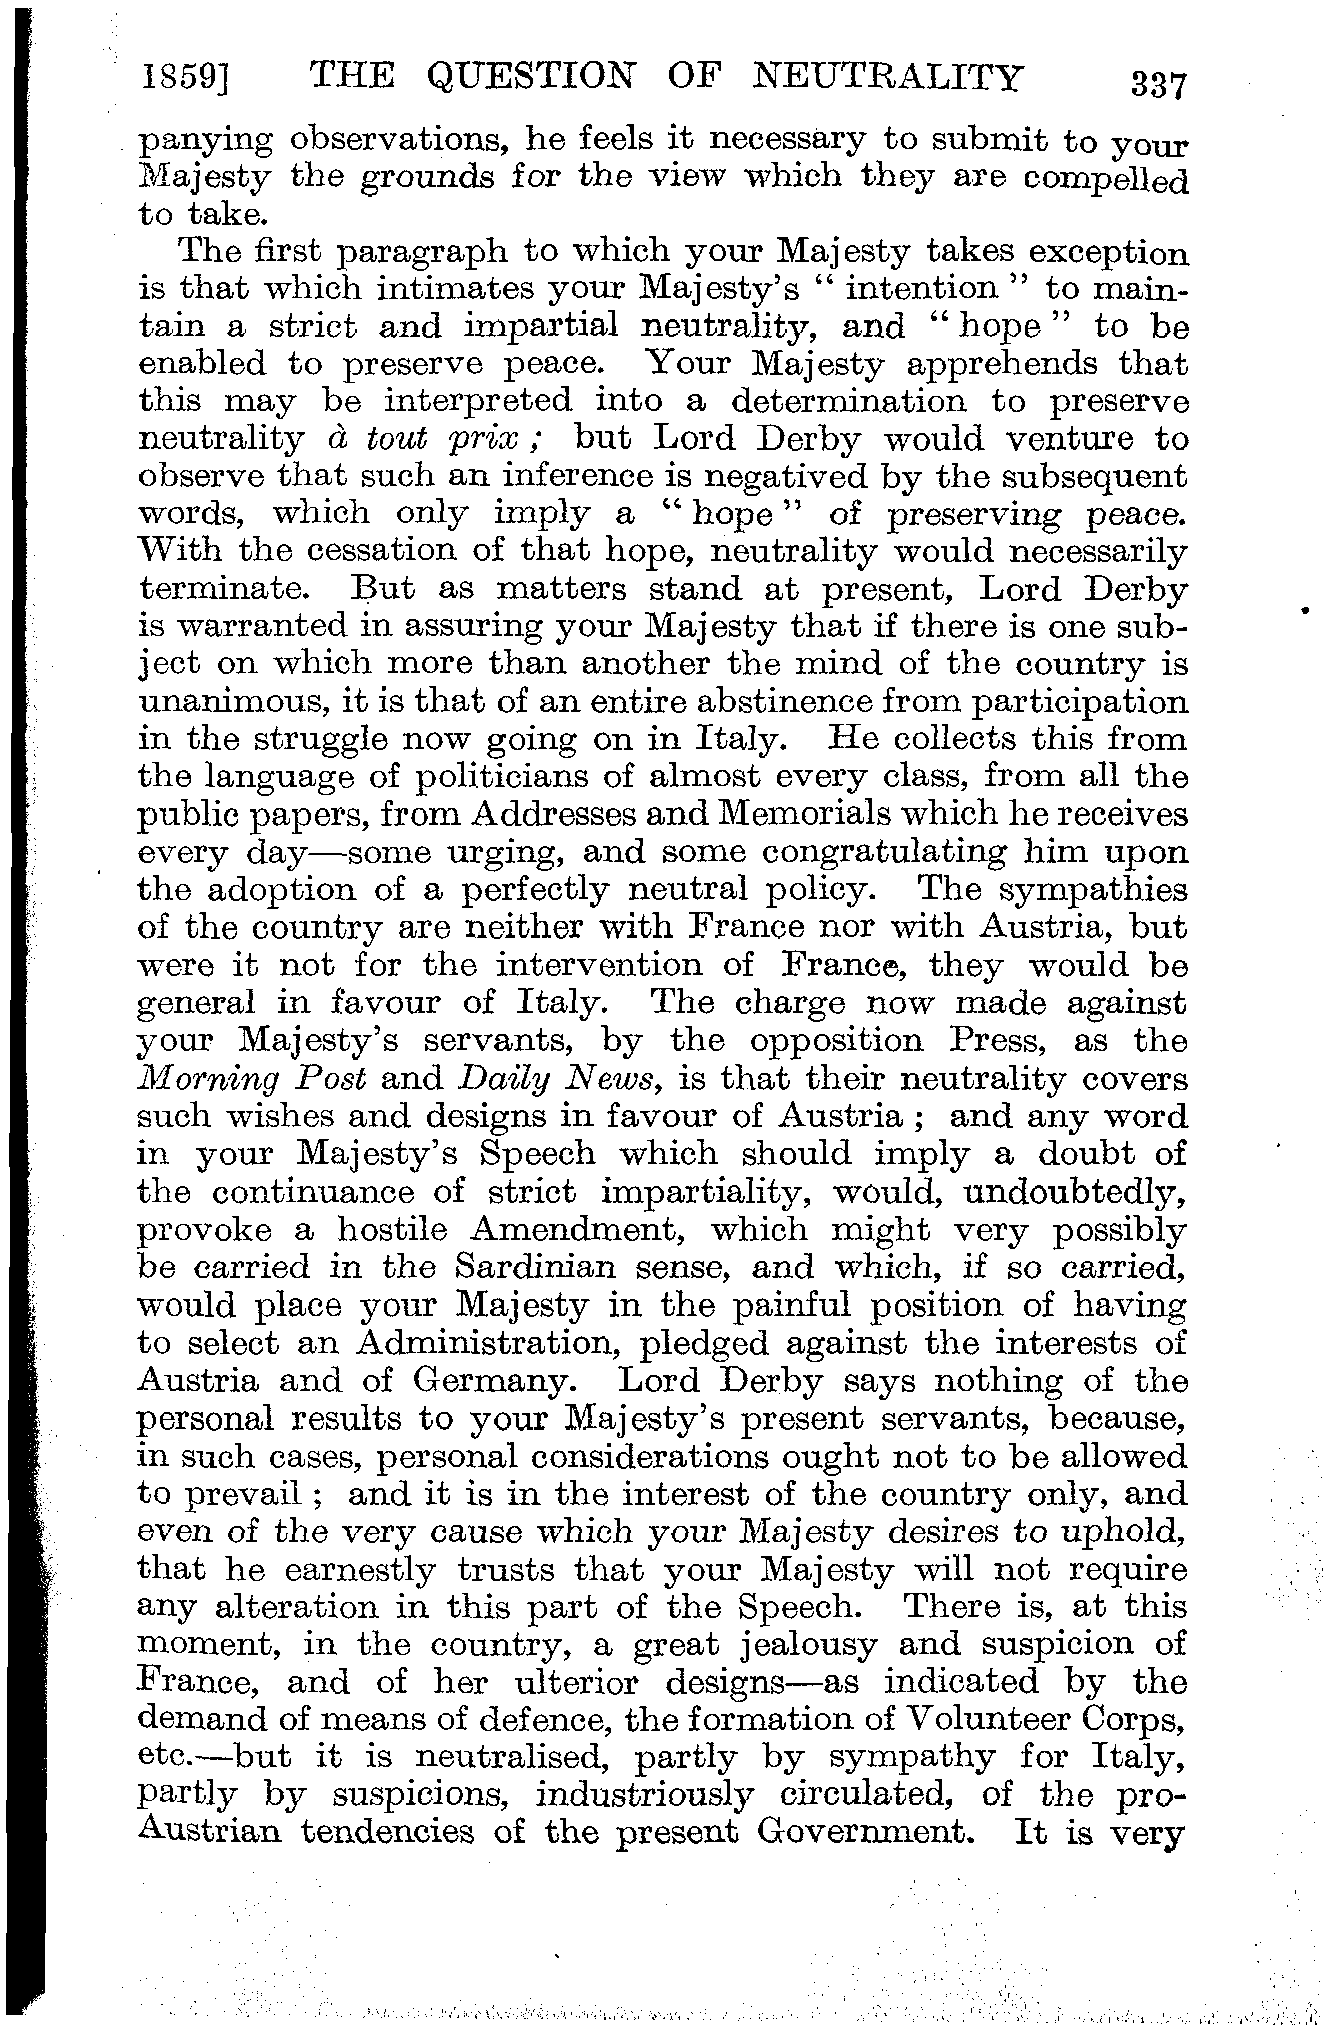 1859] THE QUESTION OF NEUTRALITY 337
panying observations, he feels it necessary to submit to your
Majesty the grounds for the view which they are compelled
to take.
The first paragraph to which your Majesty takes exception
is that which intimates your Majesty's “ intention ” to main-
tain a strict and impartial neutrality, and “ hope ” to be
enabled to preserve peace. Your Majesty apprehends that
this may be interpreted into a determination to preserve
neutrality à tout prix ; but Lord Derby would venture to
observe that such an inference is negatived by the subsequent
words, which only imply a “ hope ” of preserving peace.
With the cessation of that hope, neutrality would necessarily
terminate. But as matters stand at present, Lord Derby
is warranted in assuring your Majesty that if there is one sub-
ject on which more than another the mind of the country is
unanimous, it is that of an entire abstinence from participation
in the struggle now going on in Italy. He collects this from
the language of politicians of almost every class, from all the
public papers, from Addresses and Memorials which he receives
every day—some urging, and some congratulating him upon
the adoption of a perfectly neutral policy. The sympathies
of the country are neither with France nor with Austria, but
were it not for the intervention of France, they would be
general in favour of Italy. The charge now made against
your Majesty's servants, by the opposition Press, as the
Morning Post and Daily News, is that their neutrality covers
such wishes and designs in favour of Austria ; and any word
in your Majesty's Speech which should imply a doubt of
the continuance of strict impartiality, would, undoubtedly,
provoke a hostile Amendment, which might very possibly
be carried in the Sardinian sense, and which, if so carried,
would place your Majesty in the painful position of having
to select an Administration, pledged against the interests of
Austria and of Germany. Lord Derby says nothing of the
personal results to your Majesty's present servants, because,
in such cases, personal considerations ought not to be allowed
to prevail ; and it is in the interest of the country only, and
even of the very cause which your Majesty desires to uphold,
that he earnestly trusts that your Majesty will not require
any alteration in this part of the Speech. There is, at this
moment, in the country, a great jealousy and suspicion of
France, and of her ulterior designs—as indicated by the
demand of means of defence, the formation of Volunteer Corps,
etc.—but it is neutralised, partly by sympathy for Italy,
partly by suspicions, industriously circulated, of the pro-
Austrian tendencies of the present Government. It is very